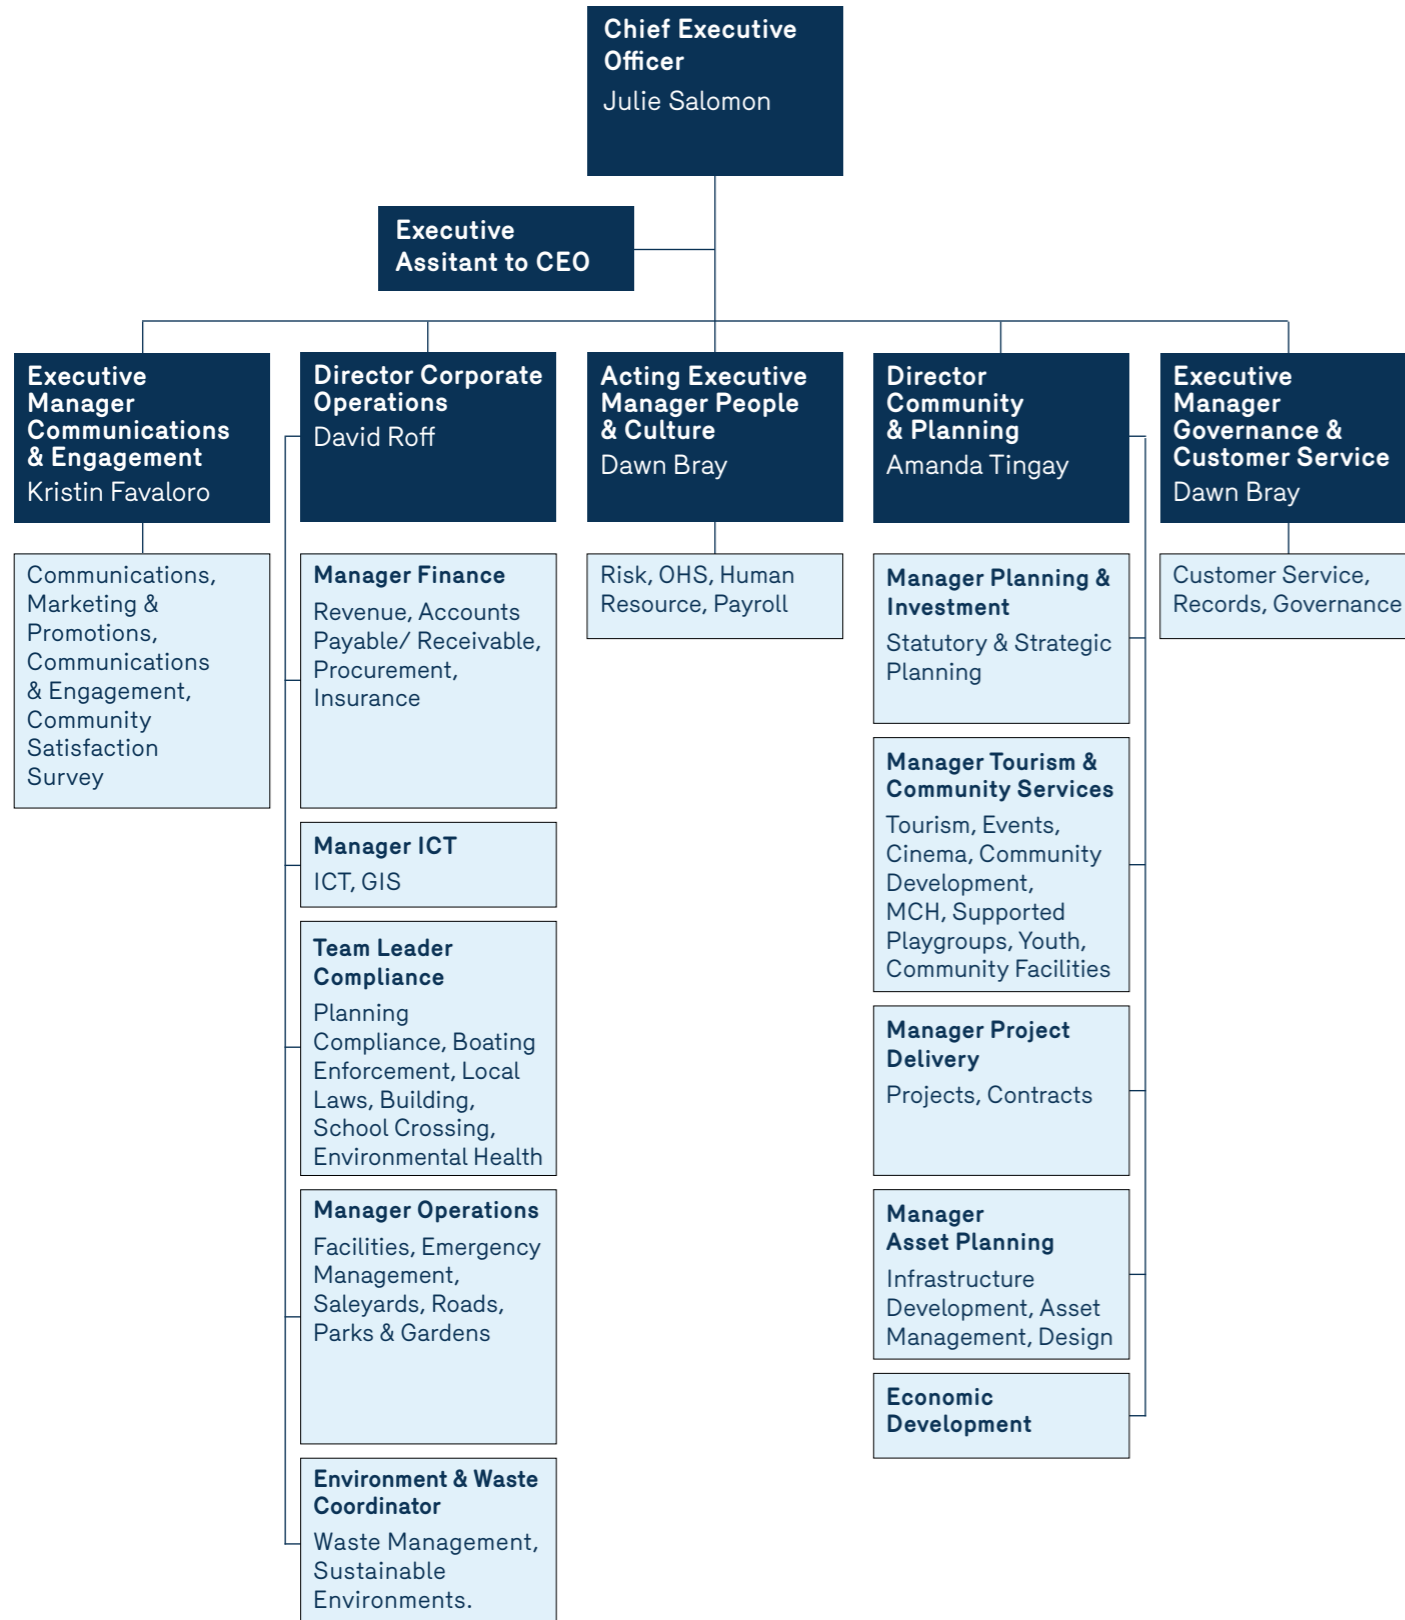 Chief Executive
Officer
Julie Salomon
Executive
Assitant to CEO
Executive
Manager
Communications
& Engagement
Kristin Favaloro
Communications,
Marketing &
Promotions,
Communications
& Engagement,
Community
Satisfaction
Survey
Director Corporate
Operations
David Roff
Manager Finance
Revenue, Accounts
Payable/ Receivable,
Procurement,
Insurance
Manager ICT
ICT, GIS
Team Leader
Compliance
Planning
Compliance, Boating
Enforcement, Local
Laws, Building,
School Crossing,
Environmental Health
Manager Operations
Facilities, Emergency
Management,
Saleyards, Roads,
Parks & Gardens
Environment & Waste
Coordinator
Waste Management,
Sustainable
Environments.
Acting Executive
Manager People
& Culture
Dawn Bray
Risk, OHS, Human
Resource, Payroll
Director
Community
& Planning
Amanda Tingay
Manager Planning &
Investment
Statutory & Strategic
Planning
Manager Tourism &
Community Services
Tourism, Events,
Cinema, Community
Development,
MCH, Supported
Playgroups, Youth,
Community Facilities
Manager Project
Delivery
Projects, Contracts
Manager
Asset Planning
Infrastructure
Development, Asset
Management, Design
Economic
Development
Executive
Manager
Governance &
Customer Service
Dawn Bray
Customer Service,
Records, Governance